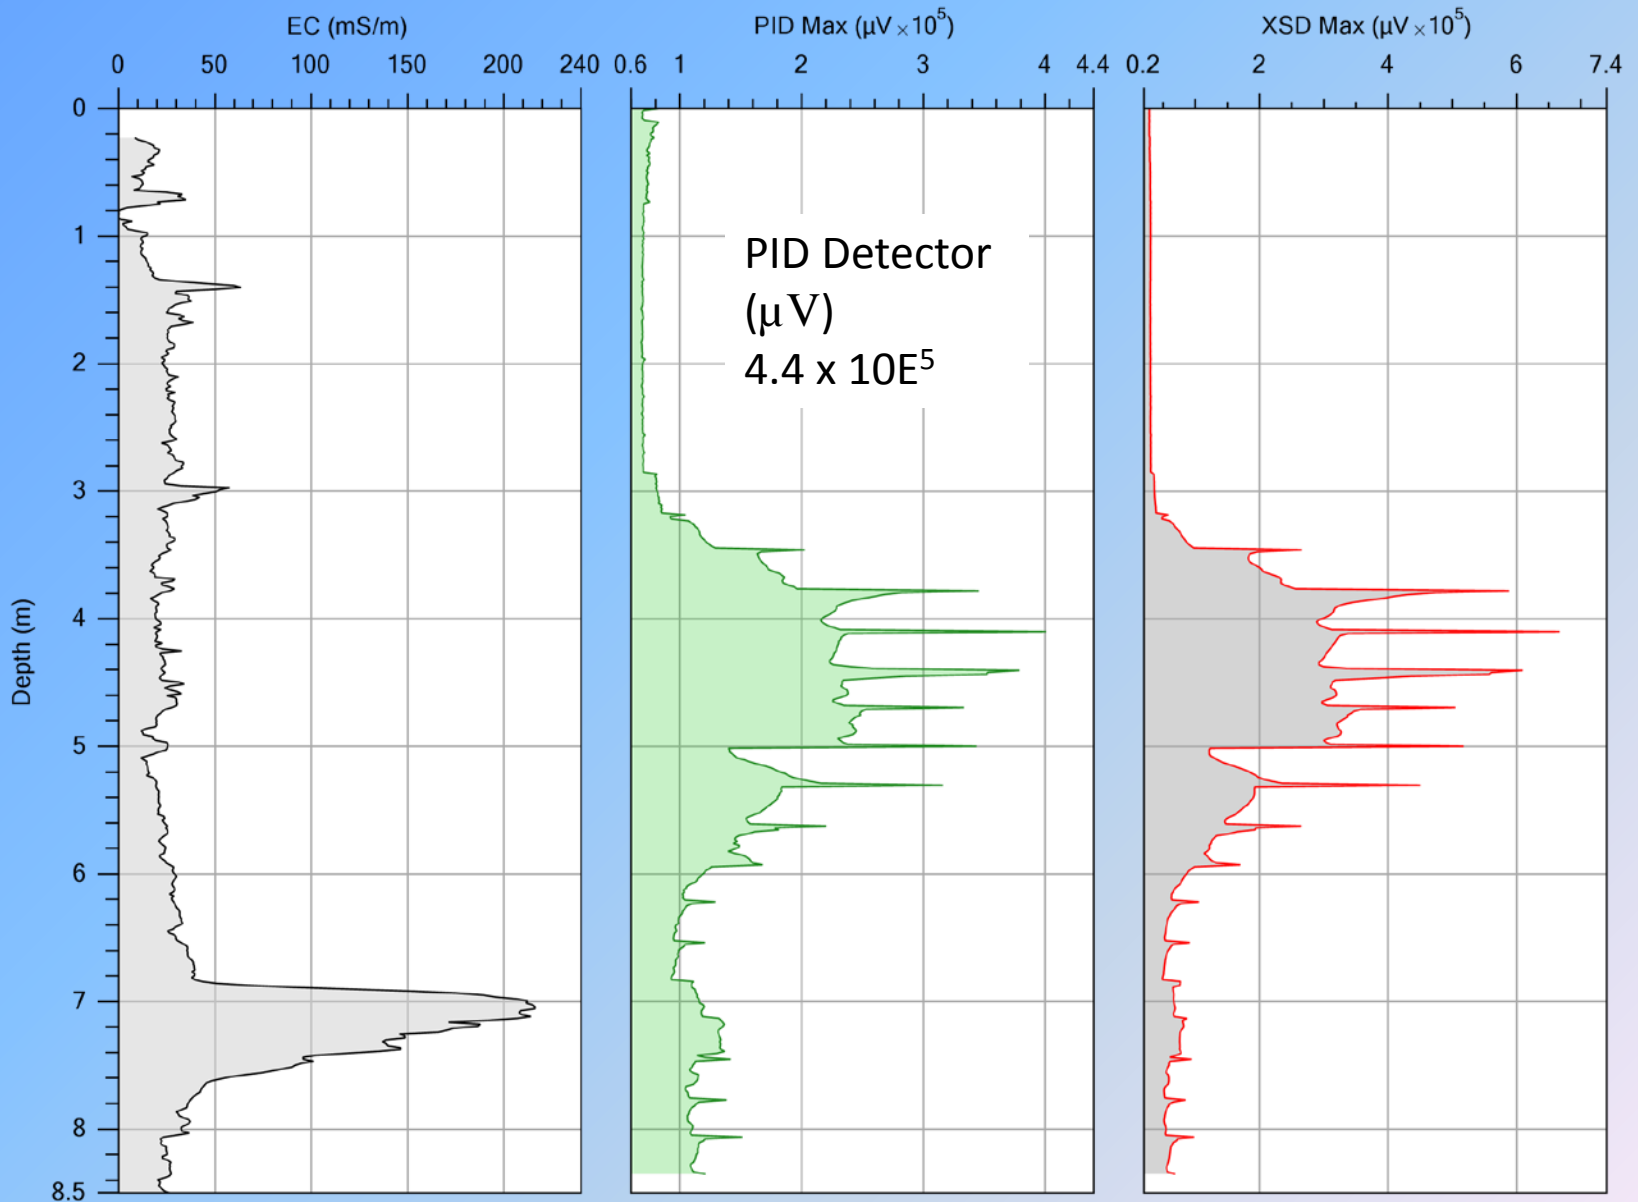 EC (mS/m)
0 50 100 150 200 240
PID Max (μV ×10⁵)
0.6 1 2 3 4 4.4
XSD Max (μV ×10⁵)
0.2 2 4 6 7.4
Depth (m)
0
1
2
3
4
5
6
7
8
8.5
PID Detector
(μV)
4.4 x 10E⁵